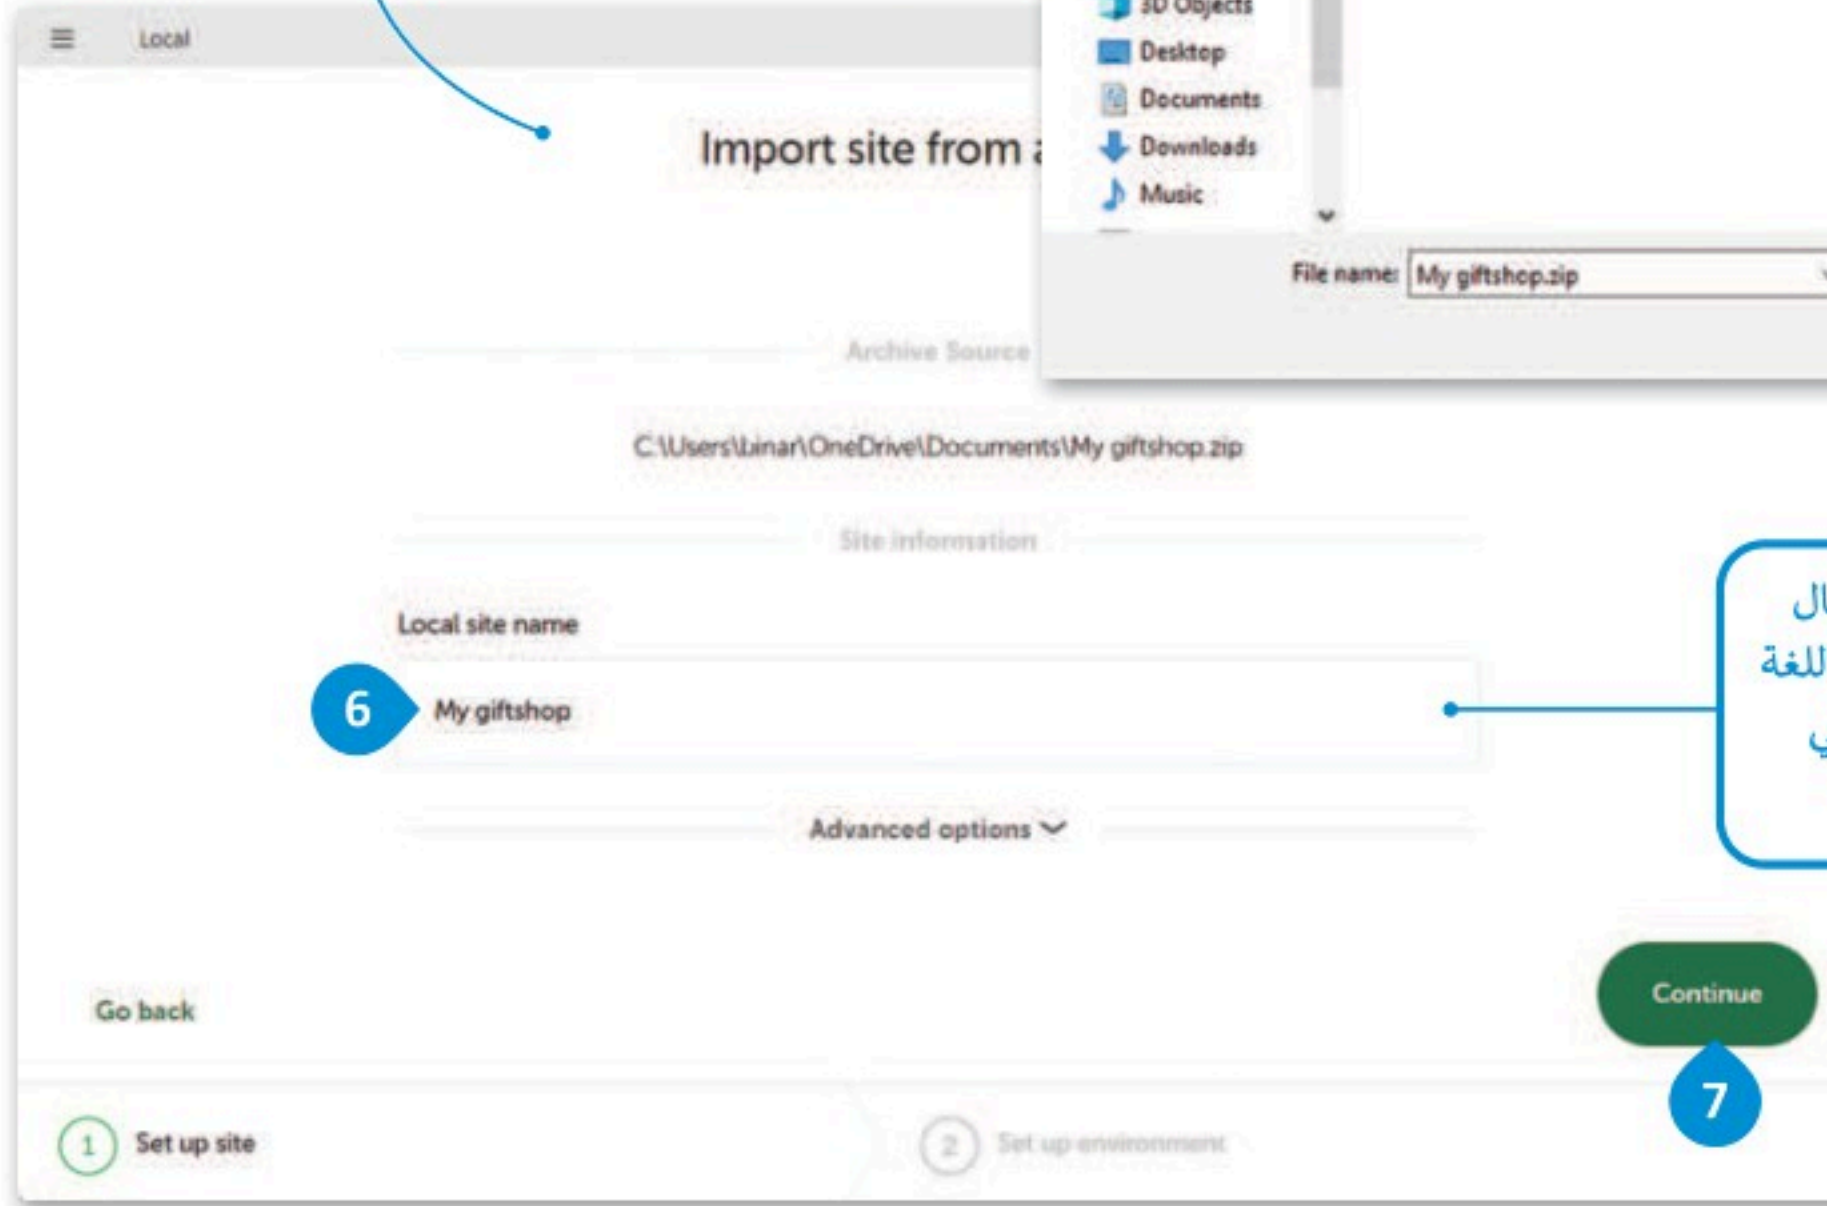 Local
3D Objects
Desktop
Documents
Downloads
Music
File name: My giftshop.zip
Import site from
Archive Source
C:\Users\binar\OneDrive\Documents\My giftshop.zip
Site information
Local site name
6 My giftshop
للغة
Advanced options
Go back
Continue
7
1 Set up site
2 Set up environment